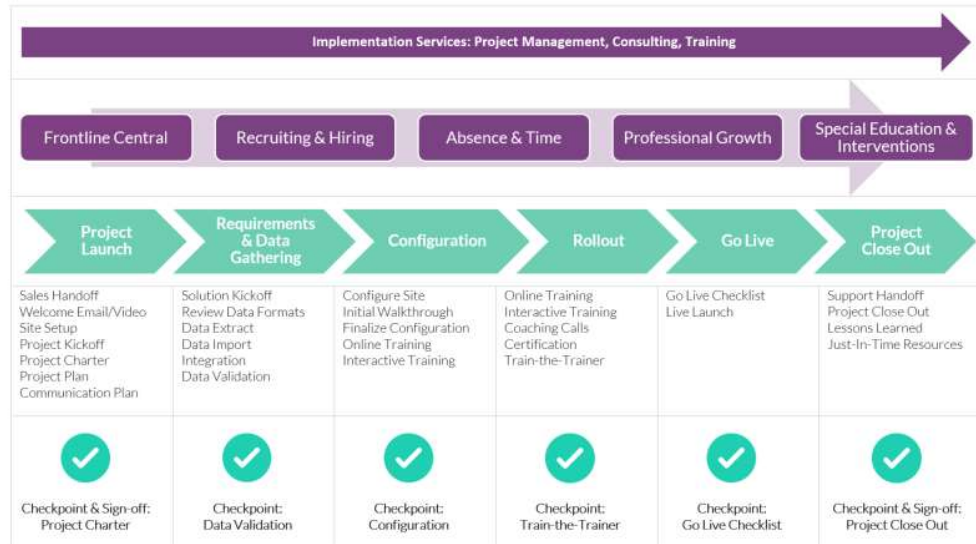 Implementation Services: Project Management, Consulting, Training
Frontline Central
Recruiting & Hiring
Absence & Time
Professional Growth
Special Education &
Interventions
Project
Launch
Requirements
& Data
Gathering
Configuration
Rollout
Go Live
Project
Close Out
Sales Handoff
Welcome Email/Video
Site Setup
Project Kickoff
Project Charter
Project Plan
Communication Plan
Solution Kickoff
Review Data Formats
Data Extract
Data Import
Integration
Data Validation
Configure Site
Initial Walkthrough
Finalize Configuration
Online Training
Interactive Training
Online Training
Interactive Training
Coaching Calls
Certification
Train-the-Trainer
Go Live Checklist
Live Launch
Support Handoff
Project Close Out
Lessons Learned
Just-In-Time Resources
Checkpoint & Sign-off:
Project Charter
Checkpoint:
Data Validation
Checkpoint:
Configuration
Checkpoint:
Train-the-Trainer
Checkpoint:
Go Live Checklist
Checkpoint & Sign-off:
Project Close Out